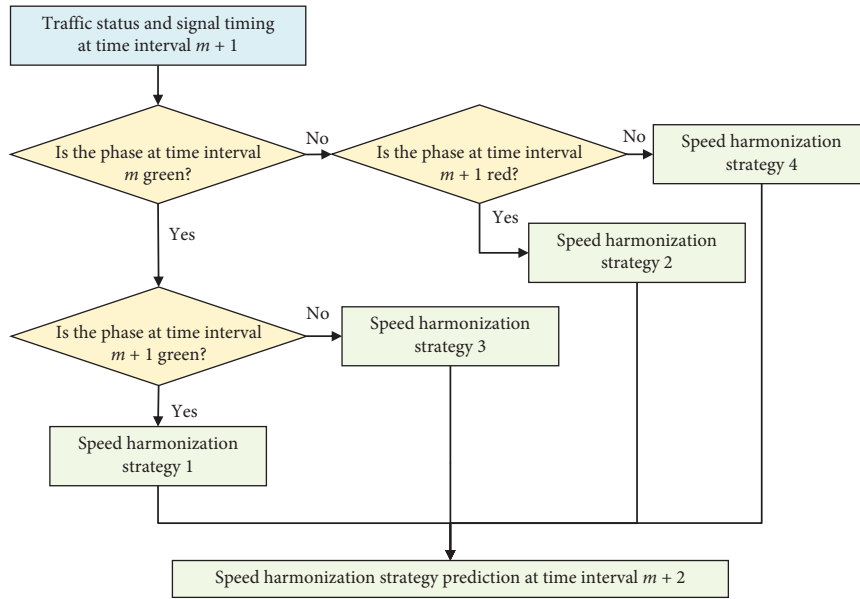 Traffic status and signal timing
at time interval m + 1
Is the phase at time interval
m green?
No
Is the phase at time interval
m + 1 red?
No
Speed harmonization
strategy 4
Yes
Speed harmonization
strategy 2
Yes
Is the phase at time interval
m + 1 green?
No
Speed harmonization
strategy 3
Yes
Speed harmonization
strategy 1
Speed harmonization strategy prediction at time interval m + 2